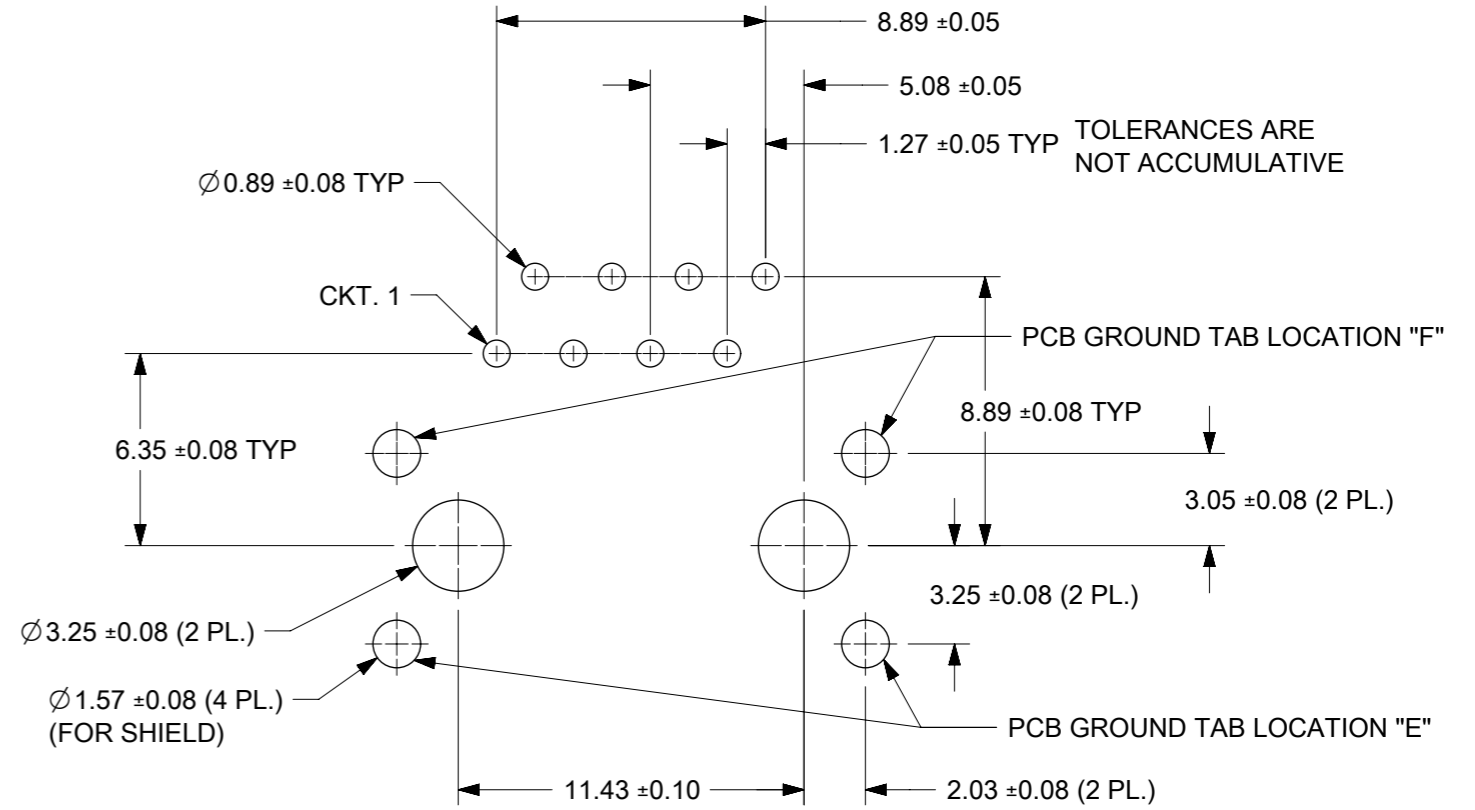 8.89 ±0.05
5.08 ±0.05
1.27 ±0.05 TYP
TOLERANCES ARE
NOT ACCUMULATIVE
∅0.89 ±0.08 TYP
CKT. 1
PCB GROUND TAB LOCATION "F"
8.89 ±0.08 TYP
6.35 ±0.08 TYP
3.05 ±0.08 (2 PL.)
3.25 ±0.08 (2 PL.)
∅3.25 ±0.08 (2 PL.)
∅1.57 ±0.08 (4 PL.)
(FOR SHIELD)
PCB GROUND TAB LOCATION "E"
11.43 ±0.10
2.03 ±0.08 (2 PL.)